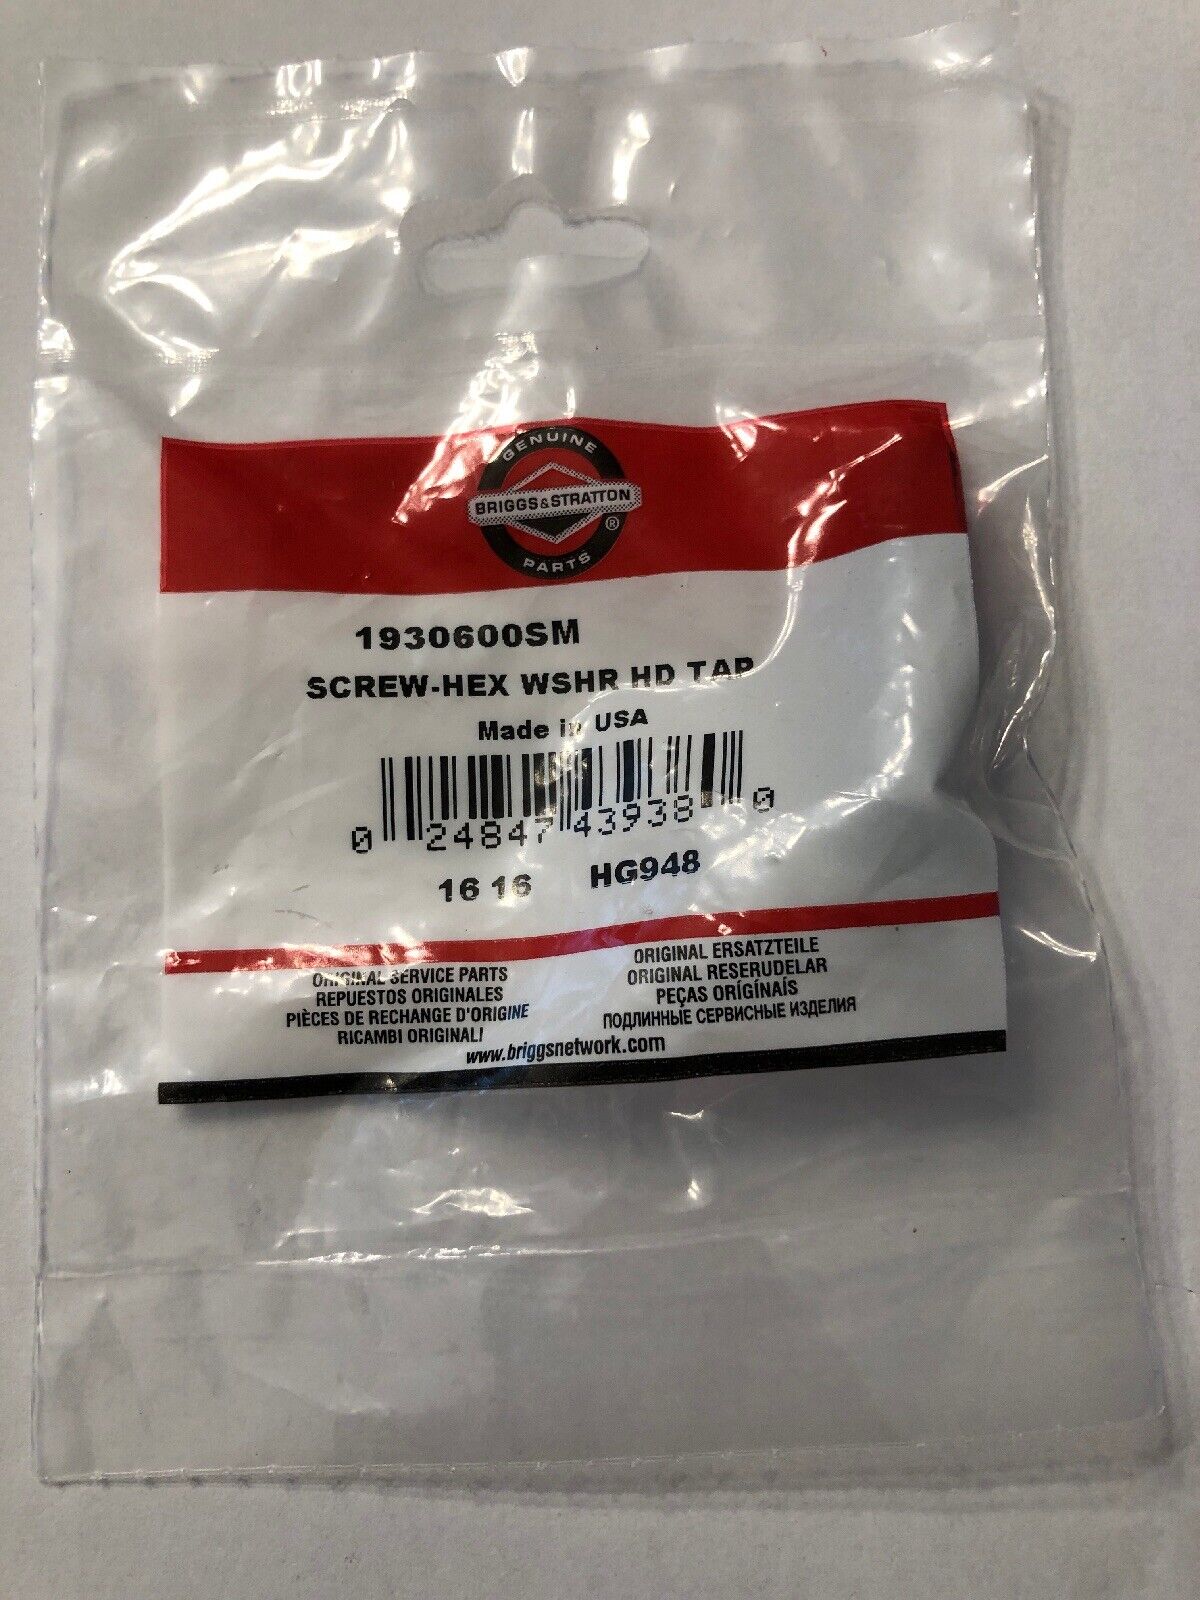 GENUINE
BRIGGS&STRATTON
®
PARTS
1930600SM
SCREW-HEX WSHR HD TAP
Made in USA
0 24847 43938 0
16 16 HG948
ORIGINAL SERVICE PARTS
REPUESTOS ORIGINALES
PIÈCES DE RECHANGE D'ORIGINE
RICAMBI ORIGINALI
ORIGINAL ERSATZTEILE
ORIGINAL RESERUDELAR
PEÇAS ORÍGÍNAÍS
ПОДЛИННЫЕ СЕРВИСНЫЕ ИЗДЕЛИЯ
www.briggsnetwork.com